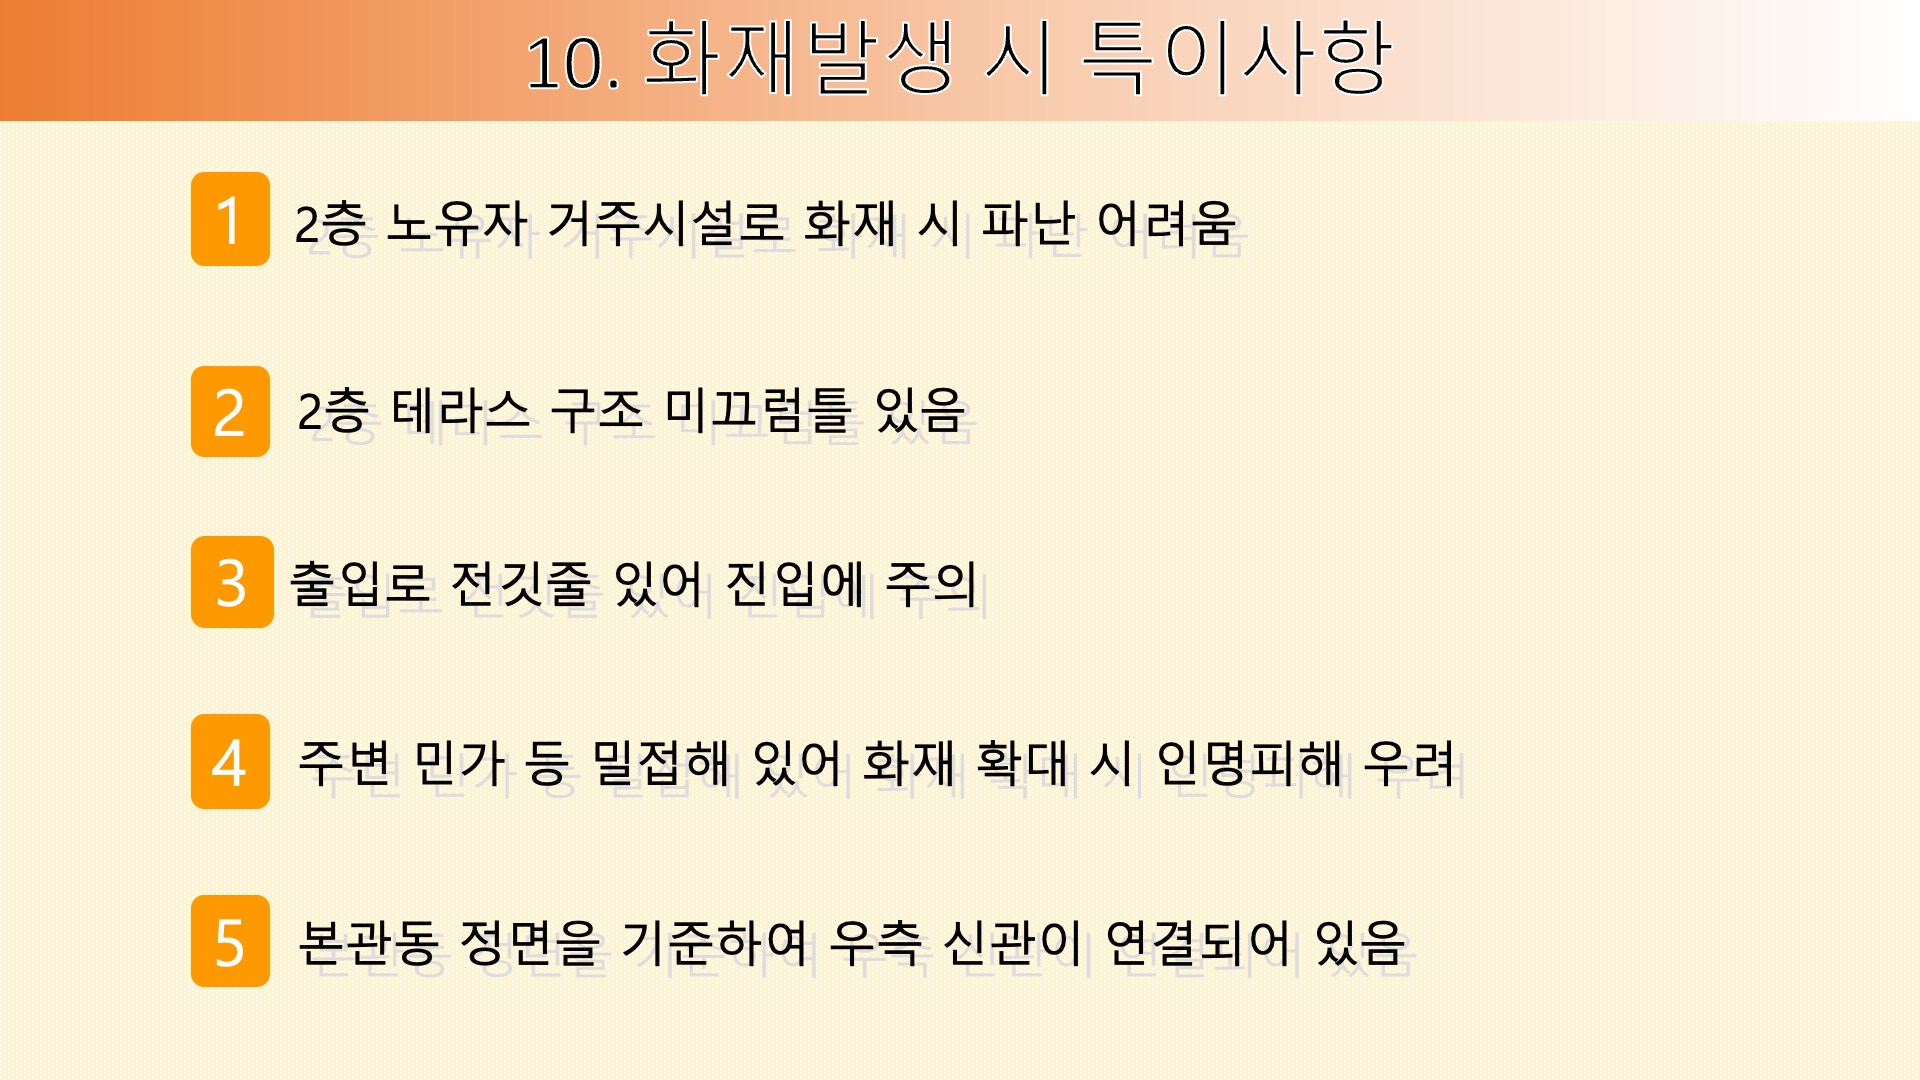 10. 화재발생 시 특이사항
1 2층 노유자 거주시설로 화재 시 파난 어려움
2 2층 테라스 구조 미끄럼틀 있음
3 출입로 전깃줄 있어 진입에 주의
4 주변 민가 등 밀접해 있어 화재 확대 시 인명피해 우려
5 본관동 정면을 기준하여 우측 신관이 연결되어 있음